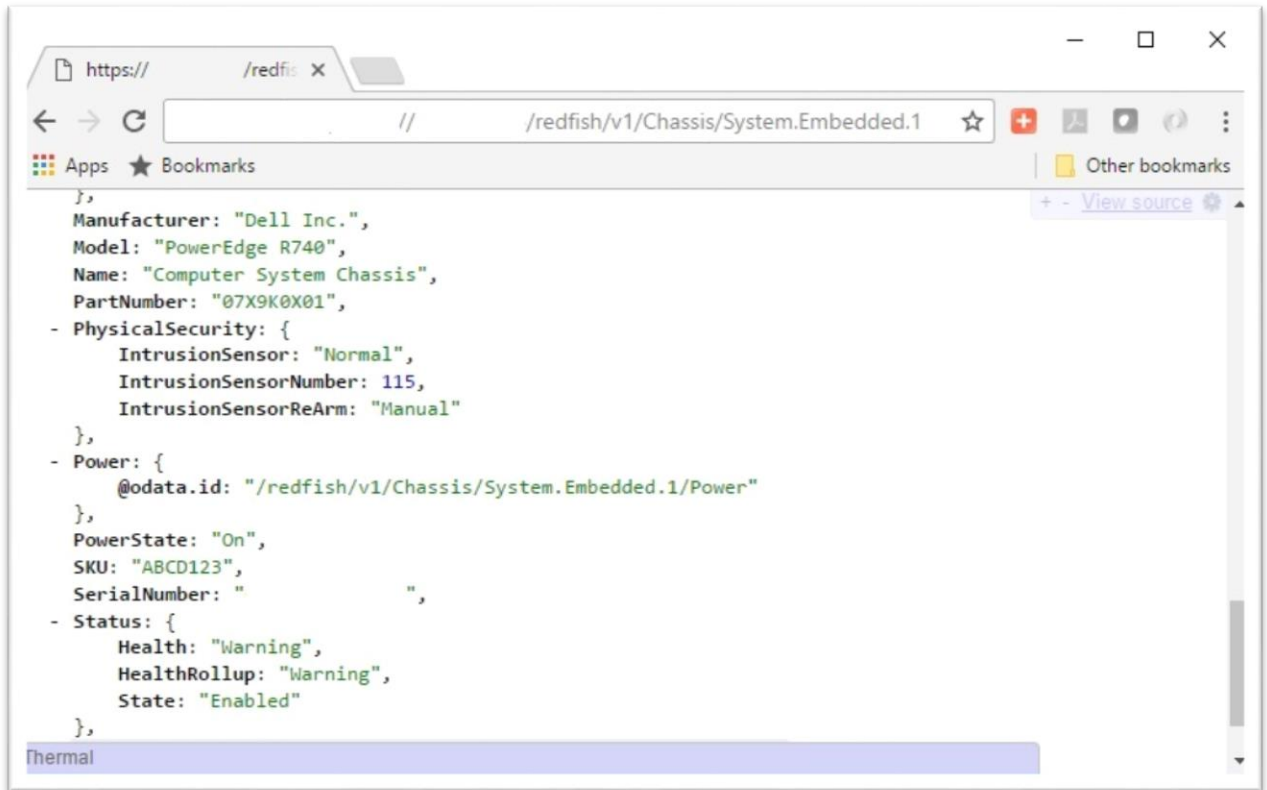 https:// /redfis
// /redfish/v1/Chassis/System.Embedded.1
Apps Bookmarks Other bookmarks
},
+ - View source
Manufacturer: "Dell Inc.",
Model: "PowerEdge R740",
Name: "Computer System Chassis",
PartNumber: "07X9K0X01",
- PhysicalSecurity: {
IntrusionSensor: "Normal",
IntrusionSensorNumber: 115,
IntrusionSensorReArm: "Manual"
},
- Power: {
@odata.id: "/redfish/v1/Chassis/System.Embedded.1/Power"
},
PowerState: "On",
SKU: "ABCD123",
SerialNumber: " ",
- Status: {
Health: "Warning",
HealthRollup: "Warning",
State: "Enabled"
},
Thermal